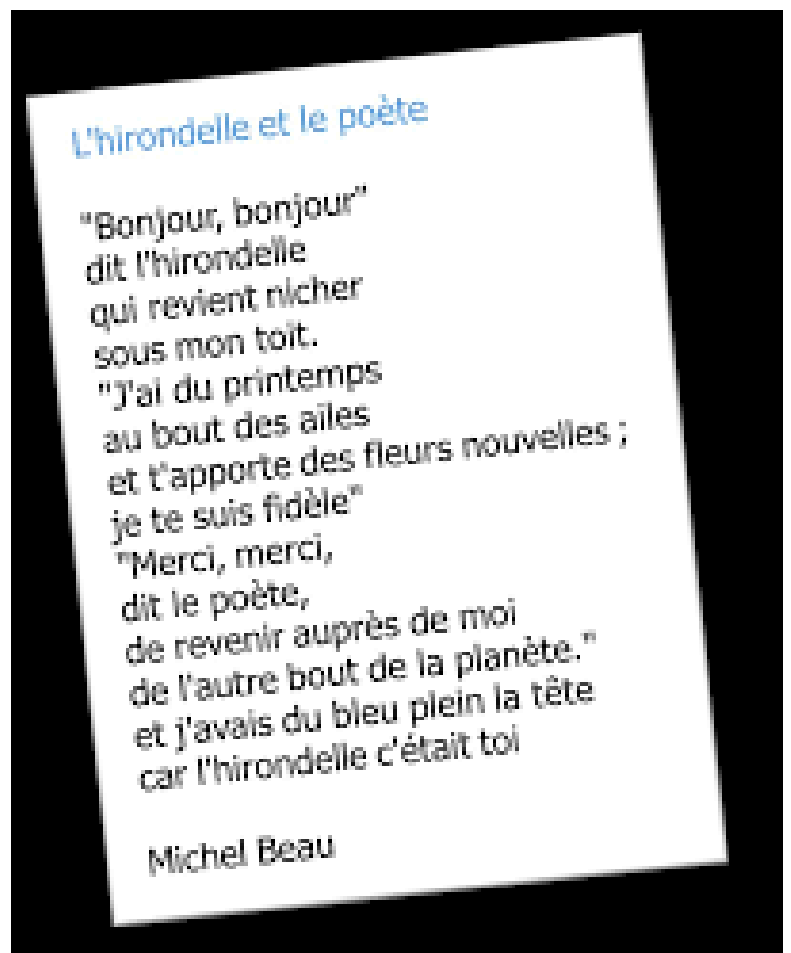 L'hirondelle et le poète
"Bonjour, bonjour"
dit l'hirondelle
qui revient nicher
sous mon toit.
"J'ai du printemps
au bout des ailes
et t'apporte des fleurs nouvelles ;
je te suis fidèle"
"Merci, merci,
dit le poète,
de revenir auprès de moi
de l'autre bout de la planète."
et j'avais du bleu plein la tête
car l'hirondelle c'était toi
Michel Beau